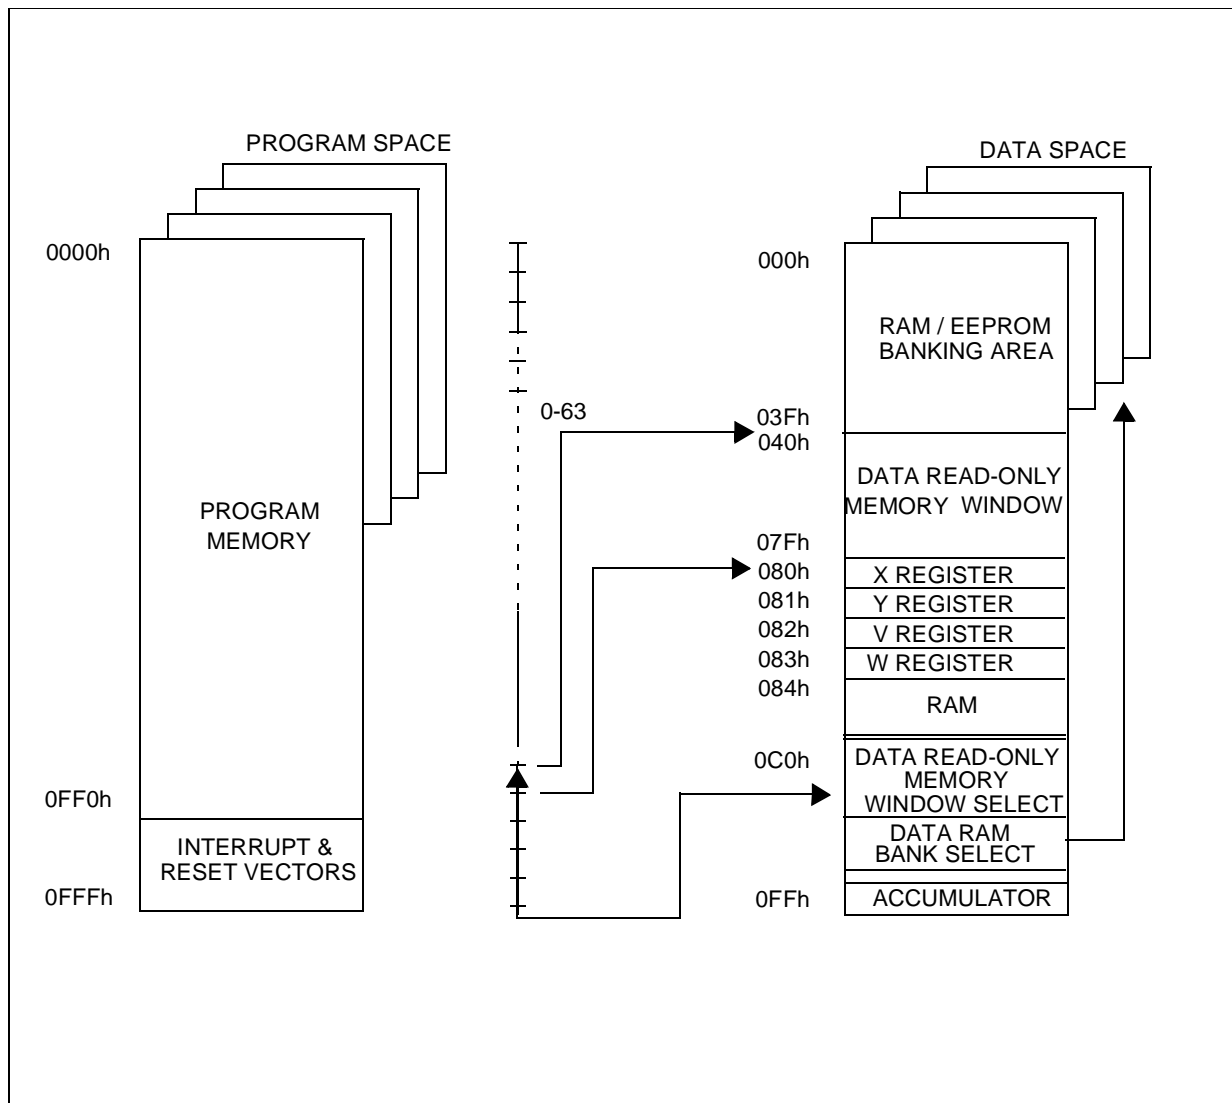 PROGRAM SPACE
0000h
PROGRAM
MEMORY
0FF0h
INTERRUPT &
RESET VECTORS
0FFFh
0-63
DATA SPACE
000h
RAM / EEPROM
BANKING AREA
03Fh
040h
DATA READ-ONLY
MEMORY WINDOW
07Fh
080h
X REGISTER
081h
Y REGISTER
082h
V REGISTER
083h
W REGISTER
084h
RAM
0C0h
DATA READ-ONLY
MEMORY
WINDOW SELECT
DATA RAM
BANK SELECT
0FFh
ACCUMULATOR